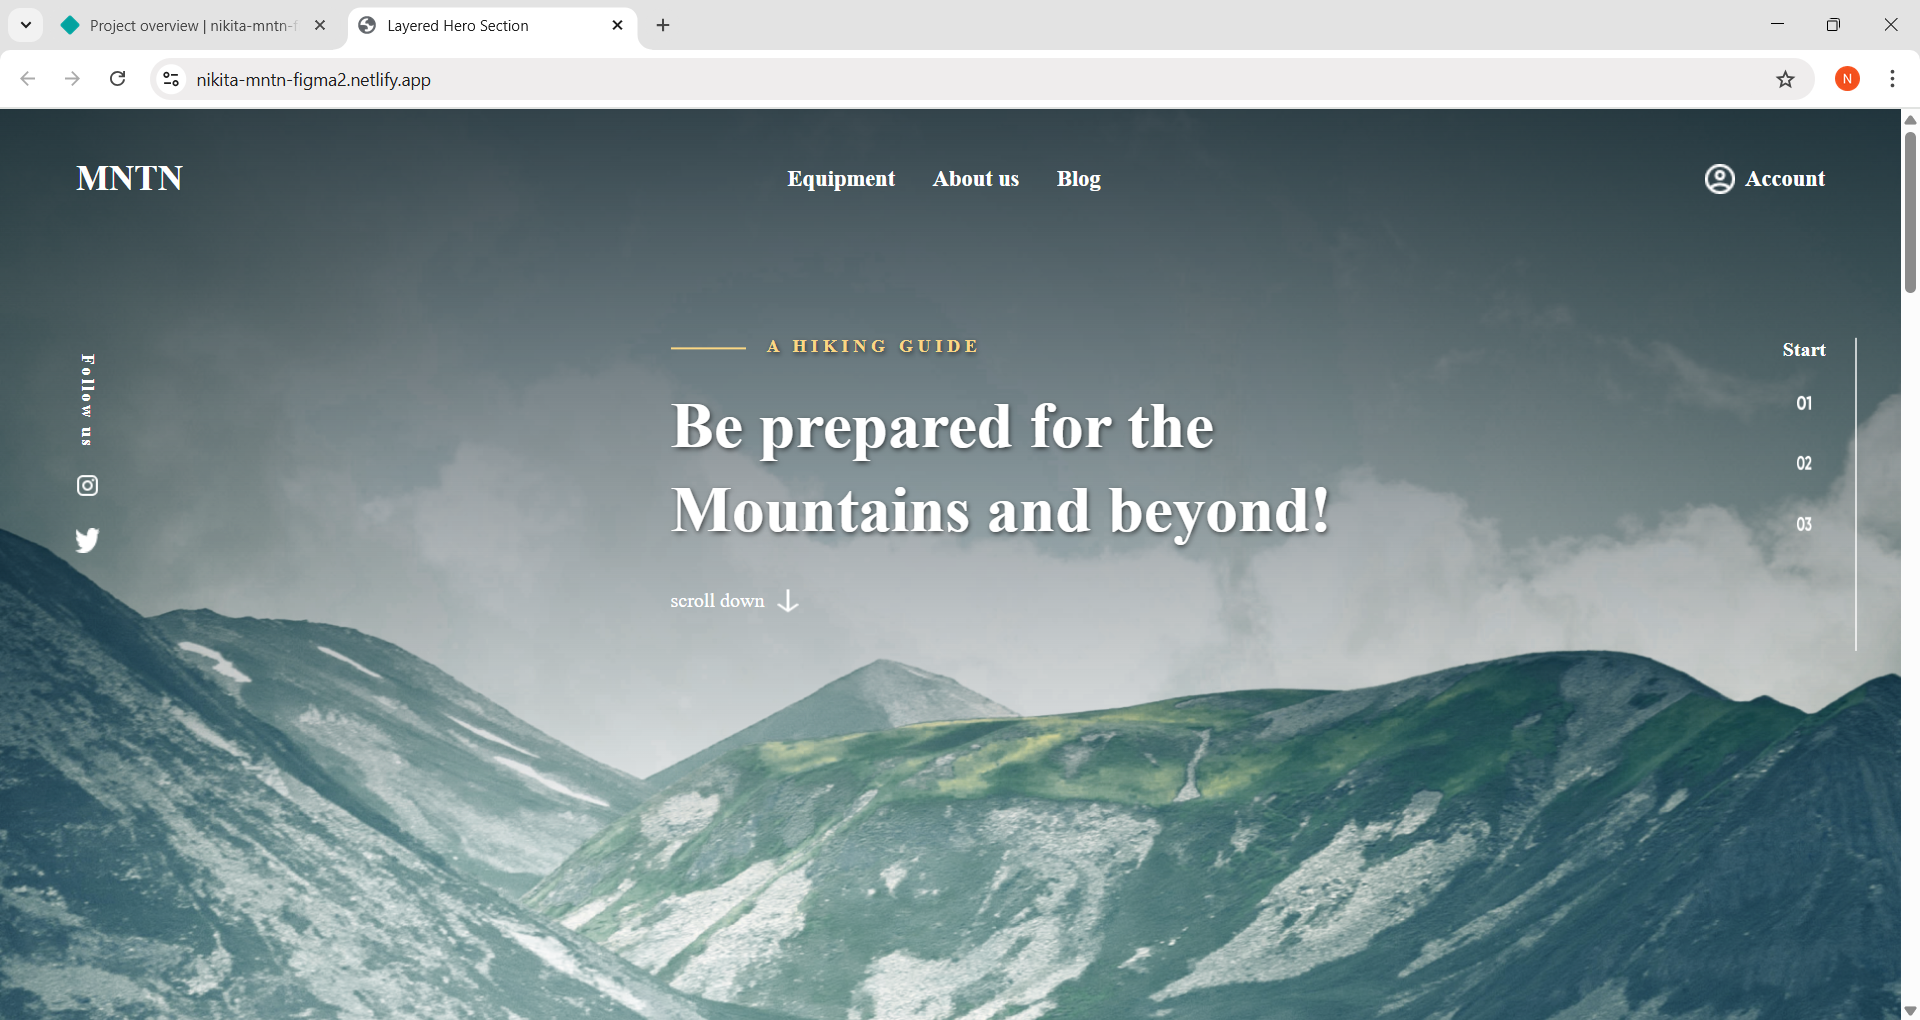 Project overview | nikita-mntn-f
Layered Hero Section
nikita-mntn-figma2.netlify.app
N
MNTN
Equipment
About us
Blog
Account
Follow us
A HIKING GUIDE
Be prepared for the
Mountains and beyond!
scroll down
Start
01
02
03